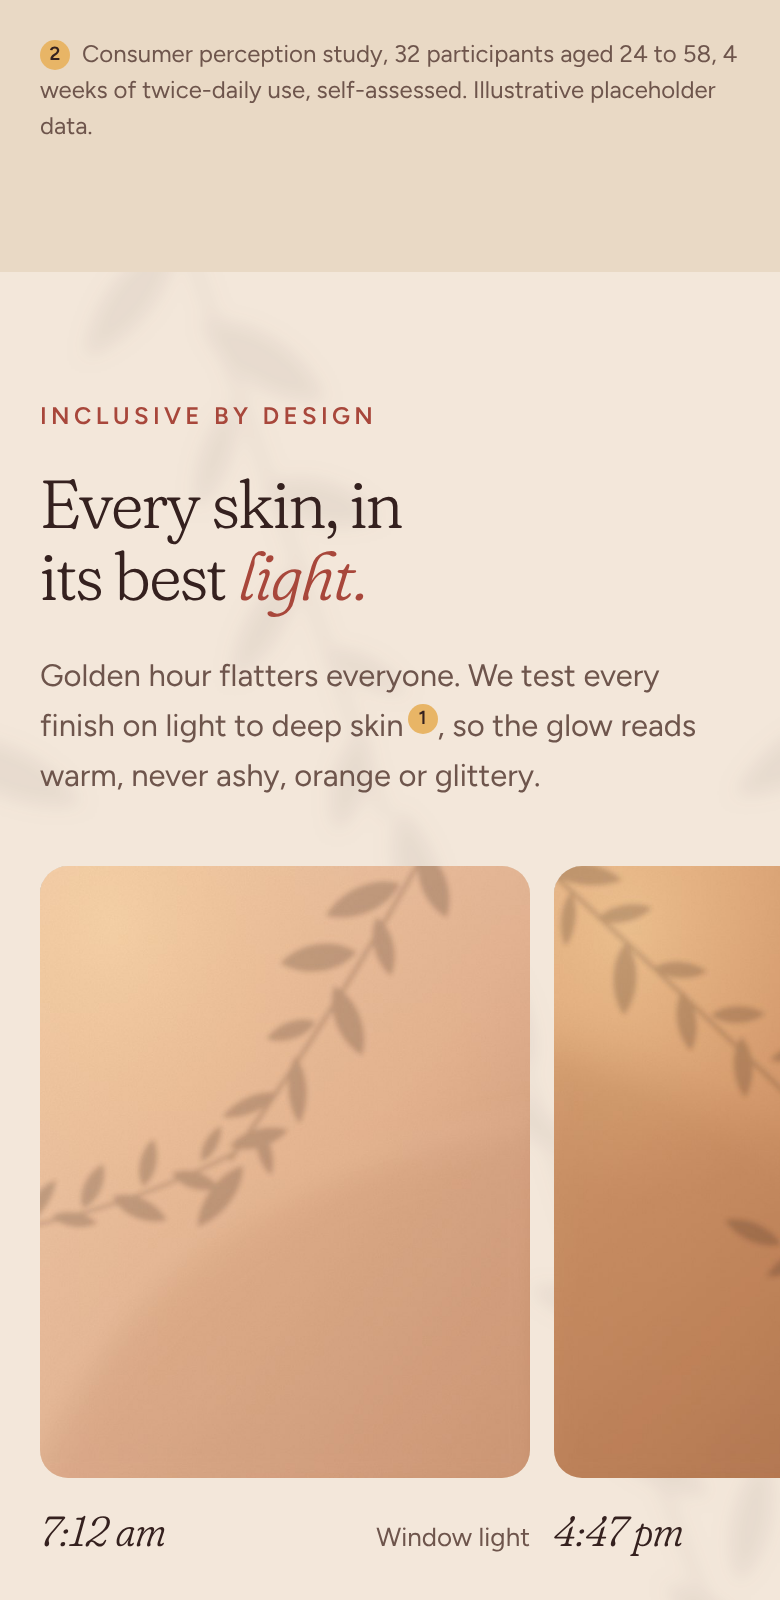 2 Consumer perception study, 32 participants aged 24 to 58, 4
weeks of twice-daily use, self-assessed. Illustrative placeholder
data.
INCLUSIVE BY DESIGN
Every skin, in
its best light.
Golden hour flatters everyone. We test every
finish on light to deep skin 1, so the glow reads
warm, never ashy, orange or glittery.
7:12 am
Window light
4:47 pm